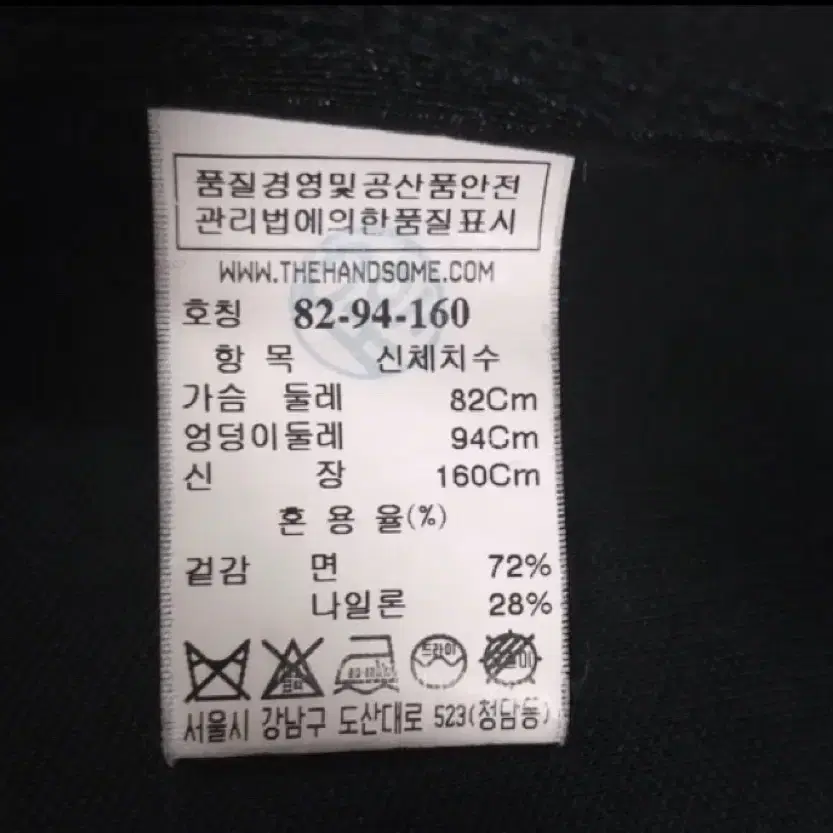 품질경영및공산품안전
관리법에의한품질표시
WWW.THEHANDSOME.COM
호칭 82-94-160
항 목 신체치수
가슴 둘레 82Cm
엉덩이둘레 94Cm
신 장 160Cm
혼 용 율(%)
겉감 면 72%
나일론 28%
드라이
서울시 강남구 도산대로 523(청담동)